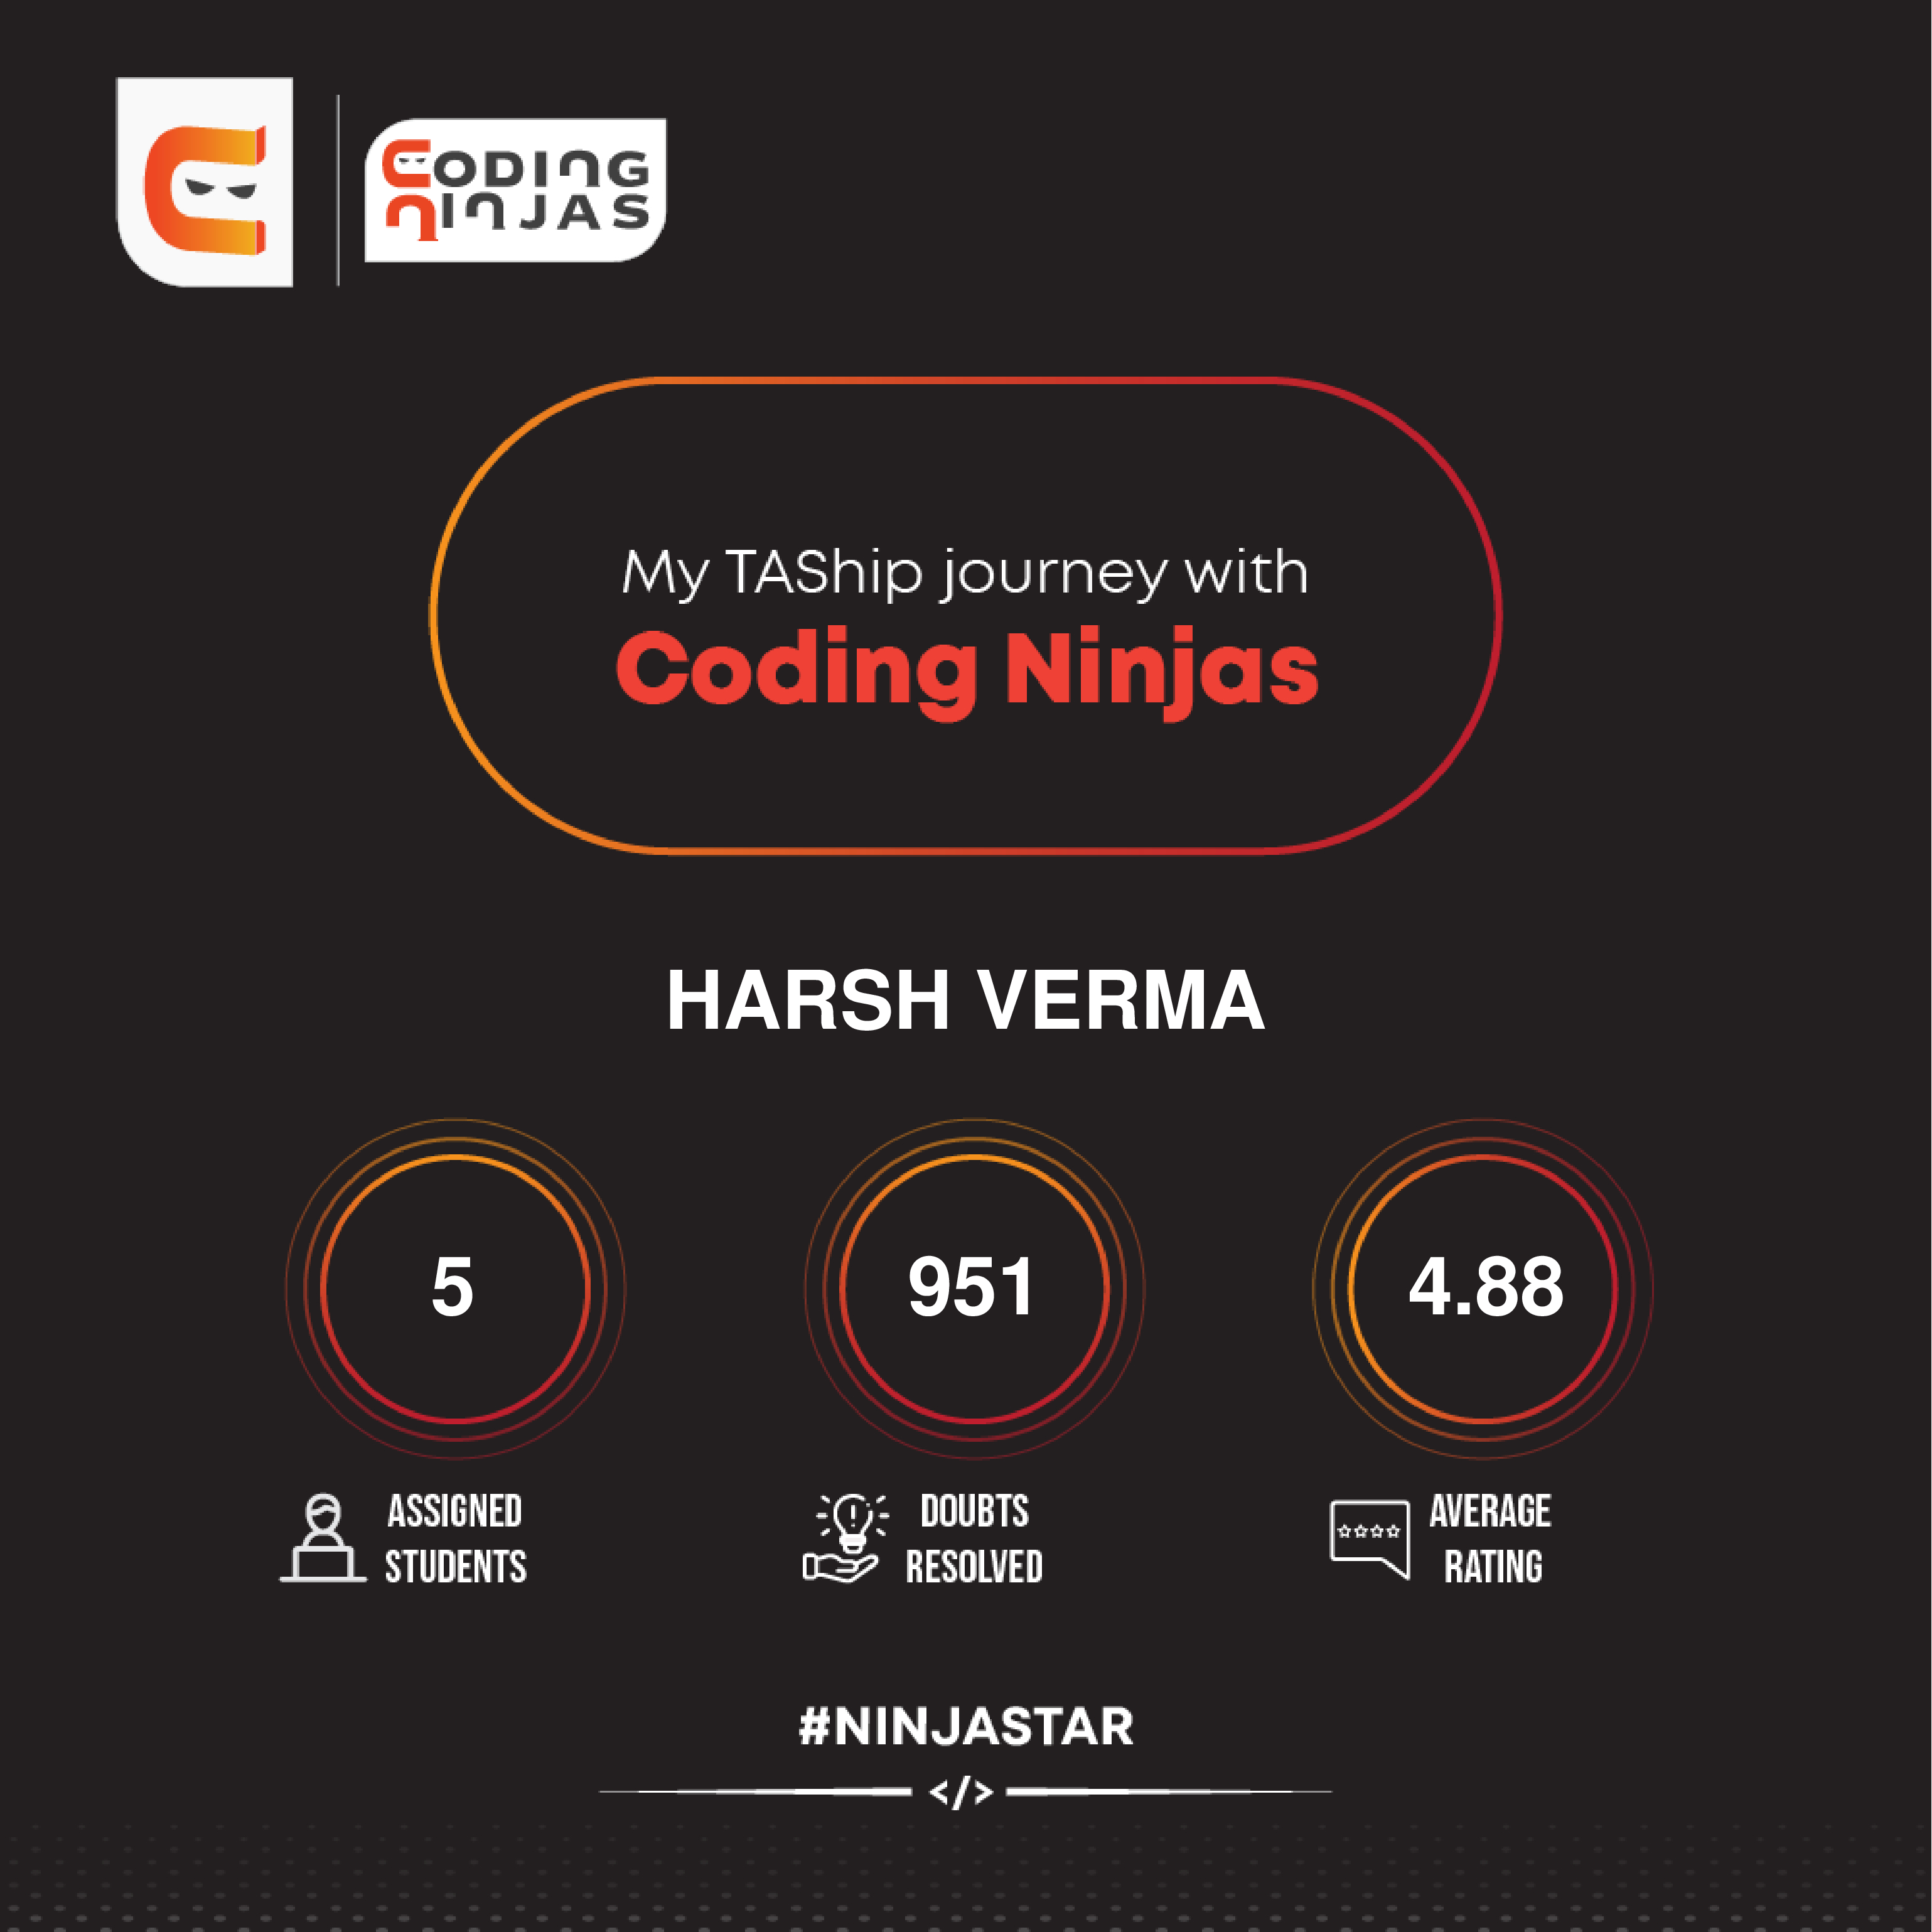 CODING
NINJAS
My TAShip journey with
Coding Ninjas
HARSH VERMA
5
951
4.88
ASSIGNED
STUDENTS
DOUBTS
RESOLVED
AVERAGE
RATING
#NINJASTAR
</>